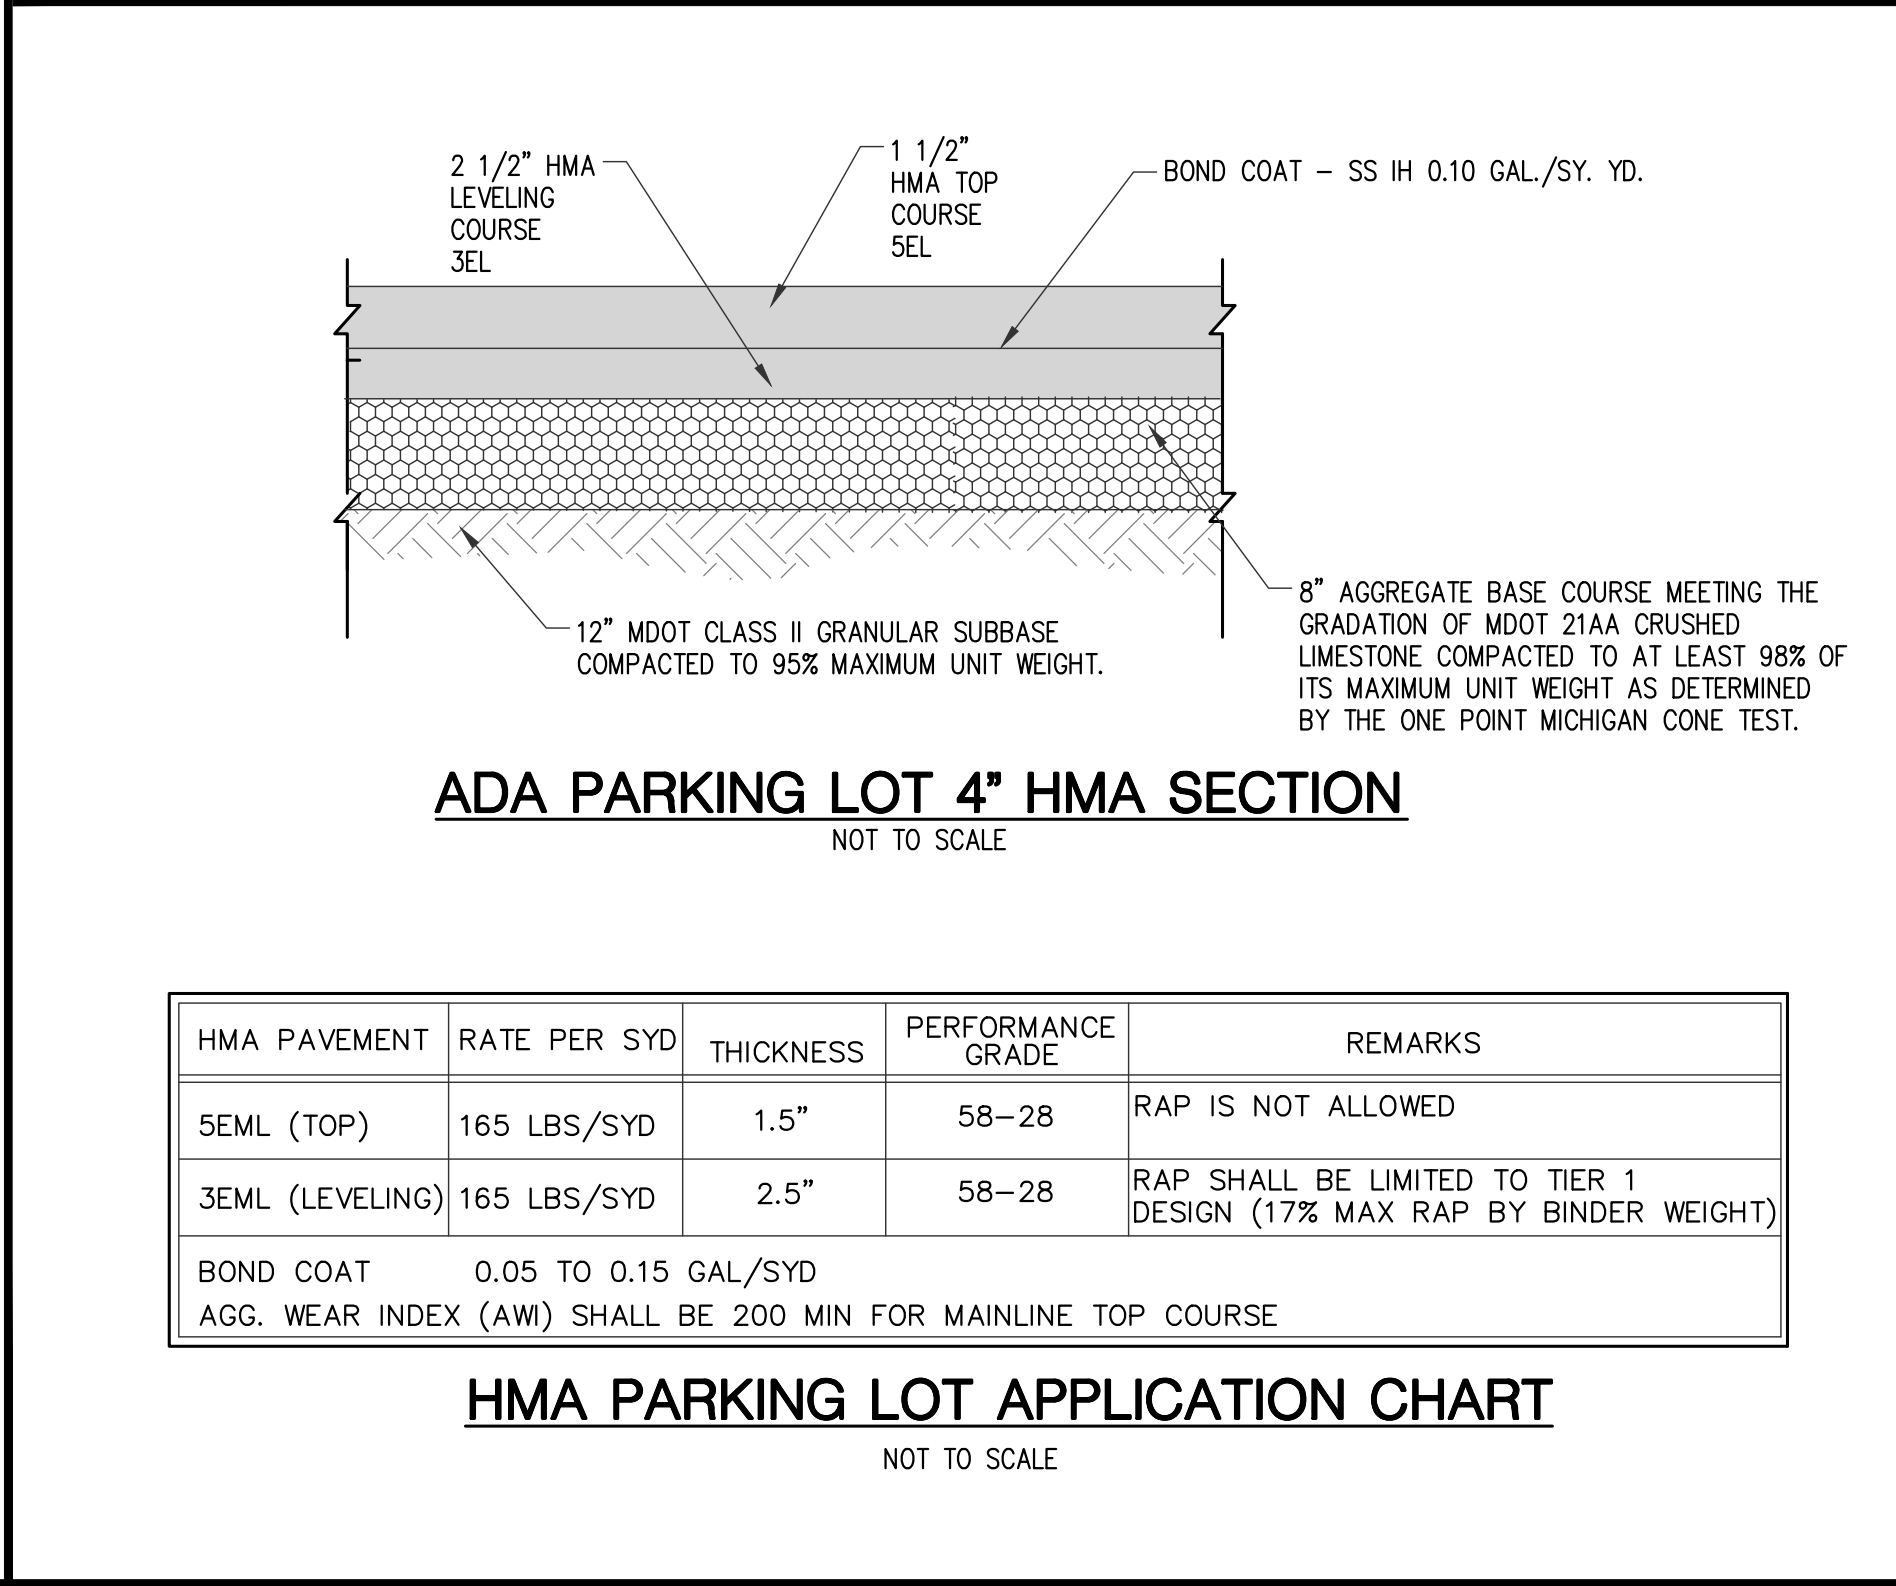 2 1/2" HMA
LEVELING
COURSE
3EL
1 1/2"
HMA TOP
COURSE
5EL
BOND COAT – SS IH 0.10 GAL./SY. YD.
12" MDOT CLASS II GRANULAR SUBBASE
COMPACTED TO 95% MAXIMUM UNIT WEIGHT.
8" AGGREGATE BASE COURSE MEETING THE
GRADATION OF MDOT 21AA CRUSHED
LIMESTONE COMPACTED TO AT LEAST 98% OF
ITS MAXIMUM UNIT WEIGHT AS DETERMINED
BY THE ONE POINT MICHIGAN CONE TEST.
ADA PARKING LOT 4" HMA SECTION
NOT TO SCALE
HMA PAVEMENT
RATE PER SYD
THICKNESS
PERFORMANCE
GRADE
REMARKS
5EML (TOP)
165 LBS/SYD
1.5"
58–28
RAP IS NOT ALLOWED
3EML (LEVELING)
165 LBS/SYD
2.5"
58–28
RAP SHALL BE LIMITED TO TIER 1
DESIGN (17% MAX RAP BY BINDER WEIGHT)
BOND COAT 0.05 TO 0.15 GAL/SYD
AGG. WEAR INDEX (AWI) SHALL BE 200 MIN FOR MAINLINE TOP COURSE
HMA PARKING LOT APPLICATION CHART
NOT TO SCALE